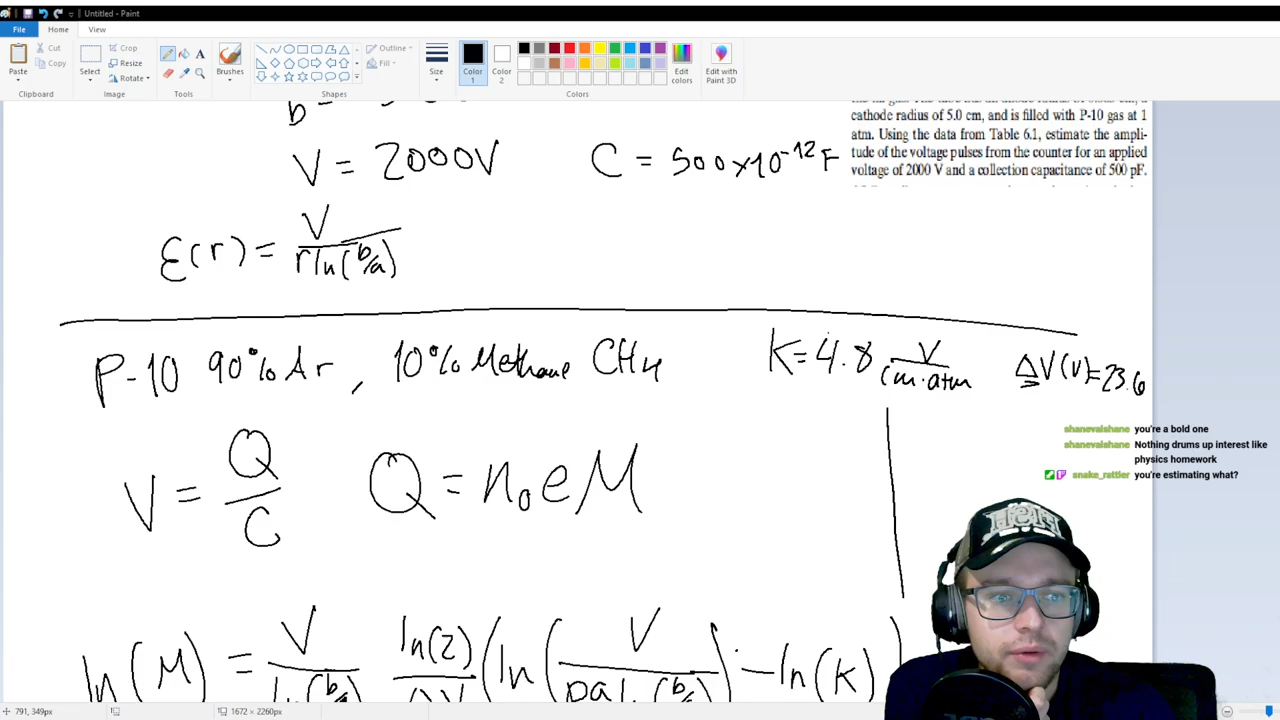 Untitled - Paint
File Home View
Paste Cut Copy Clipboard
Select Crop Resize Rotate Image
Tools
Brushes
Outline Fill Shapes
Size
Color 1 Color 2 Edit colors Colors
Edit with Paint 3D
b =
cathode radius of 5.0 cm, and is filled with P-10 gas at 1
atm. Using the data from Table 6.1, estimate the ampli-
tude of the voltage pulses from the counter for an applied
voltage of 2000 V and a collection capacitance of 500 pF.
V = 2000V C = 500x10^-12 F
Ɛ(r) = V / r ln(b/a)
P-10 90% Ar, 10% Methane CH4 K = 4.8 V / cm·atm ΔV(V)=23.6
V = Q / C Q = n₀eM
shanevalshane you're a bold one
shanevalshane Nothing drums up interest like
physics homework
snake_rattler you're estimating what?
ln(M) = V / ln(b/a) ln(2) / ΔV (ln(V / pa ln(b/a)) - ln(K)
791, 349px 1672 × 2260px